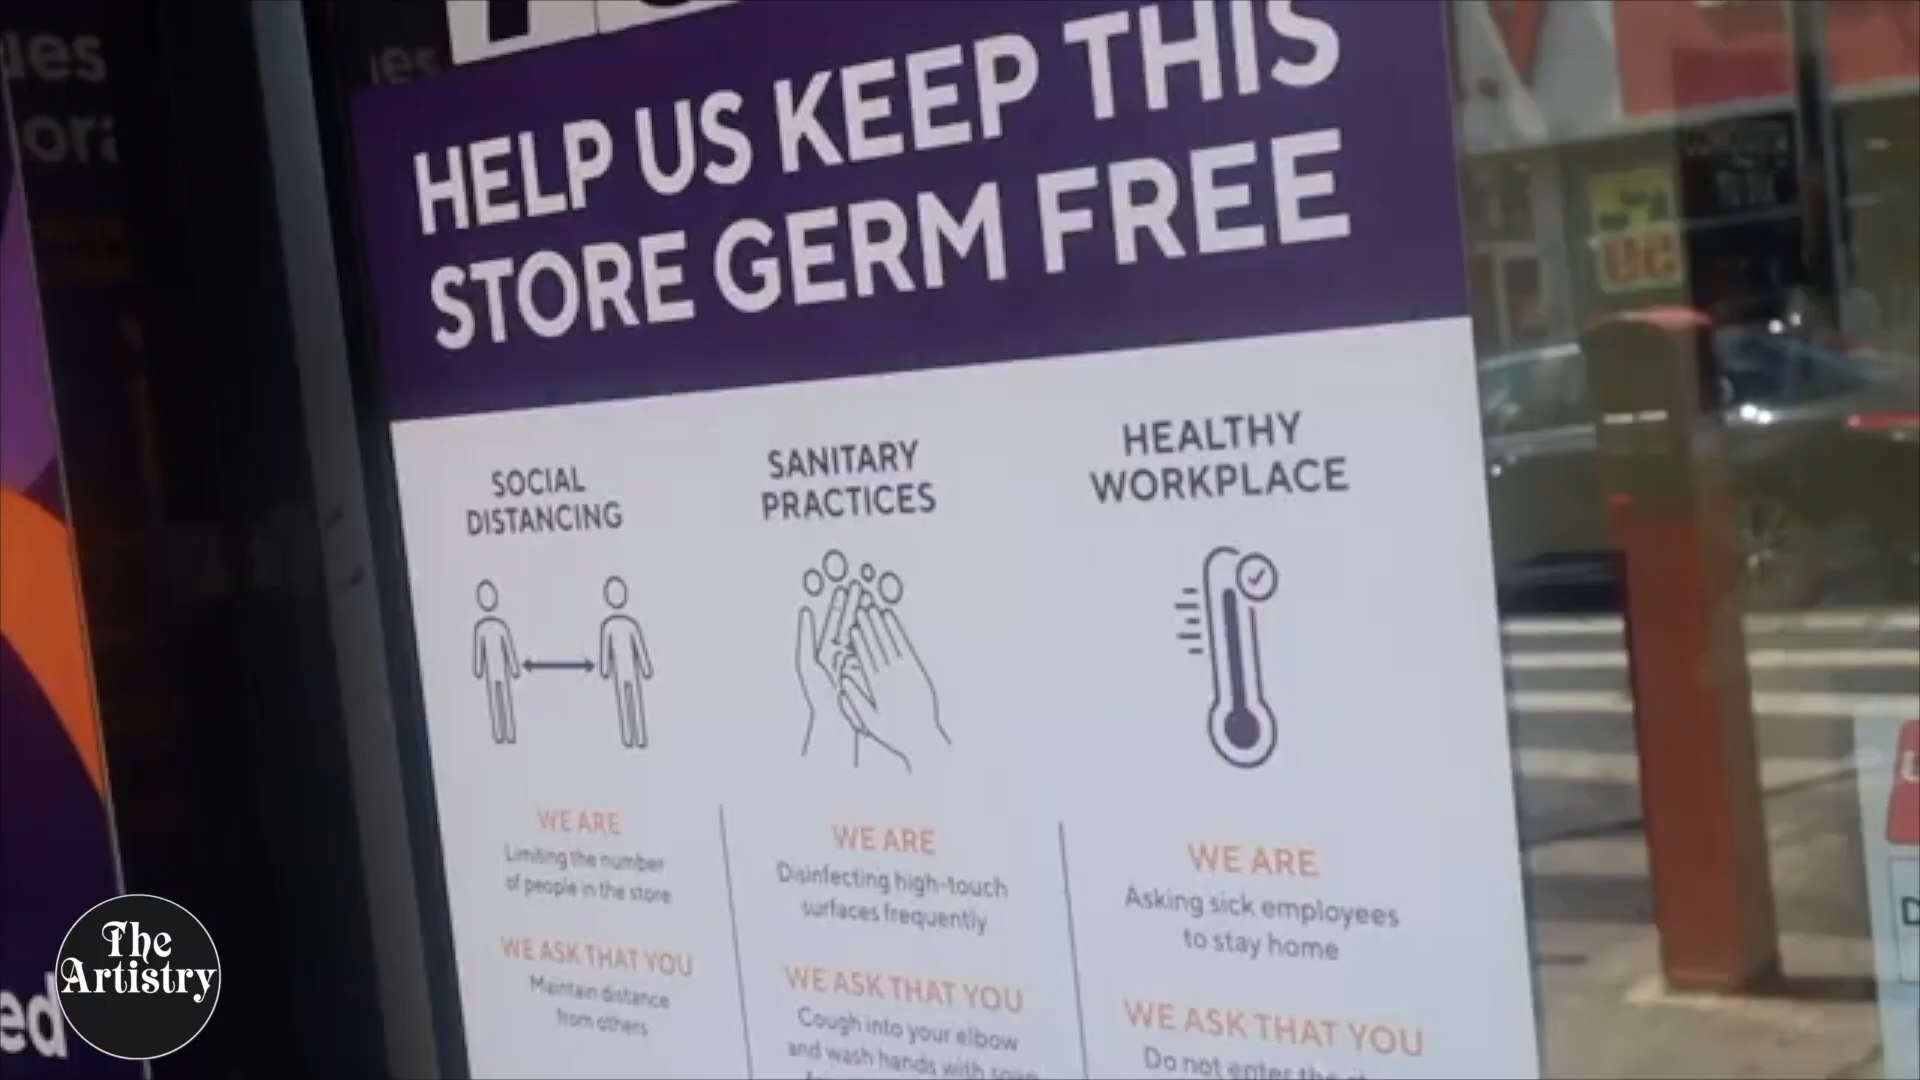 HELP US KEEP THIS
STORE GERM FREE
SOCIAL
DISTANCING
SANITARY
PRACTICES
HEALTHY
WORKPLACE
WE ARE
Limiting the number
of people in the store
WE ASK THAT YOU
Maintain distance
from others
WE ARE
Disinfecting high-touch
surfaces frequently
WE ASK THAT YOU
Cough into your elbow
and wash hands with soap
WE ARE
Asking sick employees
to stay home
WE ASK THAT YOU
Do not enter the
The
Artistry
ed